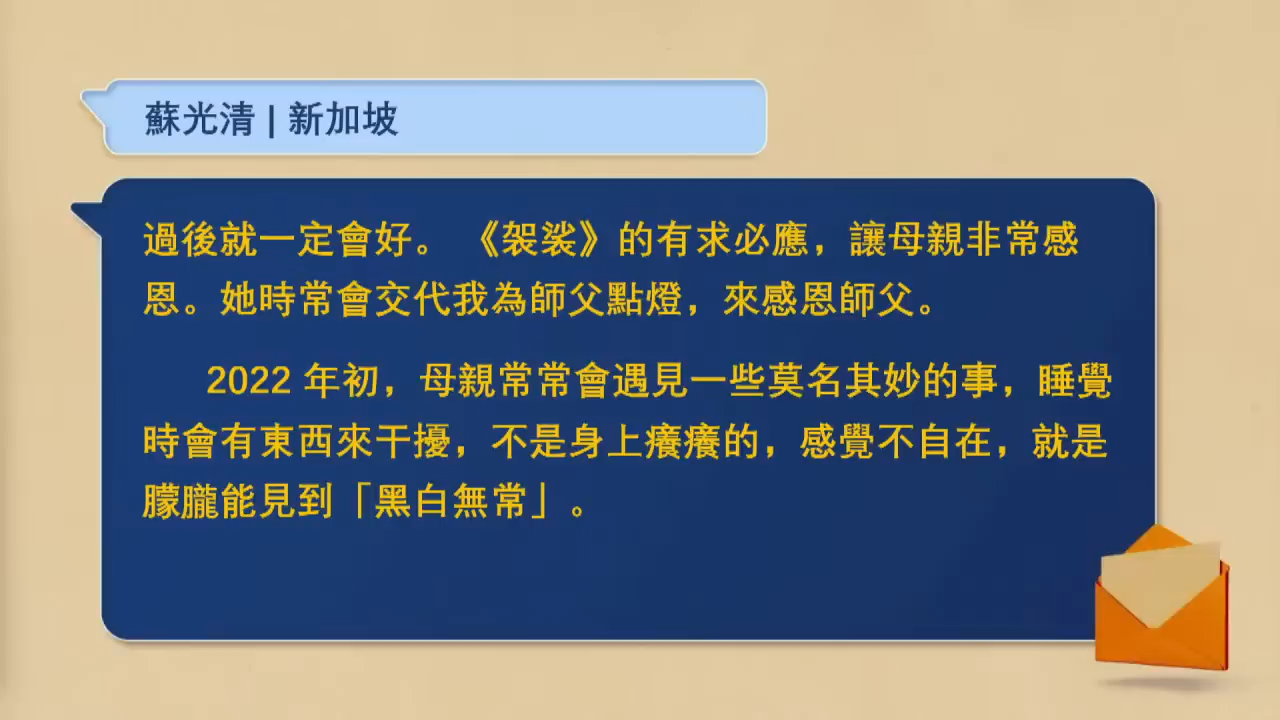 蘇光清 | 新加坡
過後就一定會好。《袈裟》的有求必應，讓母親非常感
恩。她時常會交代我為師父點燈，來感恩師父。
2022 年初，母親常常會遇見一些莫名其妙的事，睡覺
時會有東西來干擾，不是身上癢癢的，感覺不自在，就是
朦朧能見到「黑白無常」。